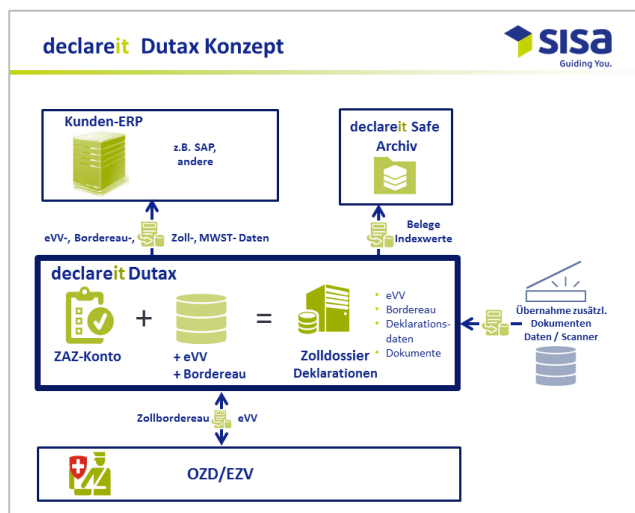 declareit Dutax Konzept
sisa
Guiding You.
Kunden-ERP
z.B. SAP,
andere
declareit Safe
Archiv
eVV-, Bordereau-,
Zoll-, MWST- Daten
Belege
Indexwerte
declareit Dutax
ZAZ-Konto
+
+ eVV
+ Bordereau
=
Zolldossier
Deklarationen
• eVV
• Bordereau
• Deklarations-
daten
• Dokumente
Übernahme zusätzl.
Dokumenten
Daten / Scanner
Zollbordereau
eVV
OZD/EZV